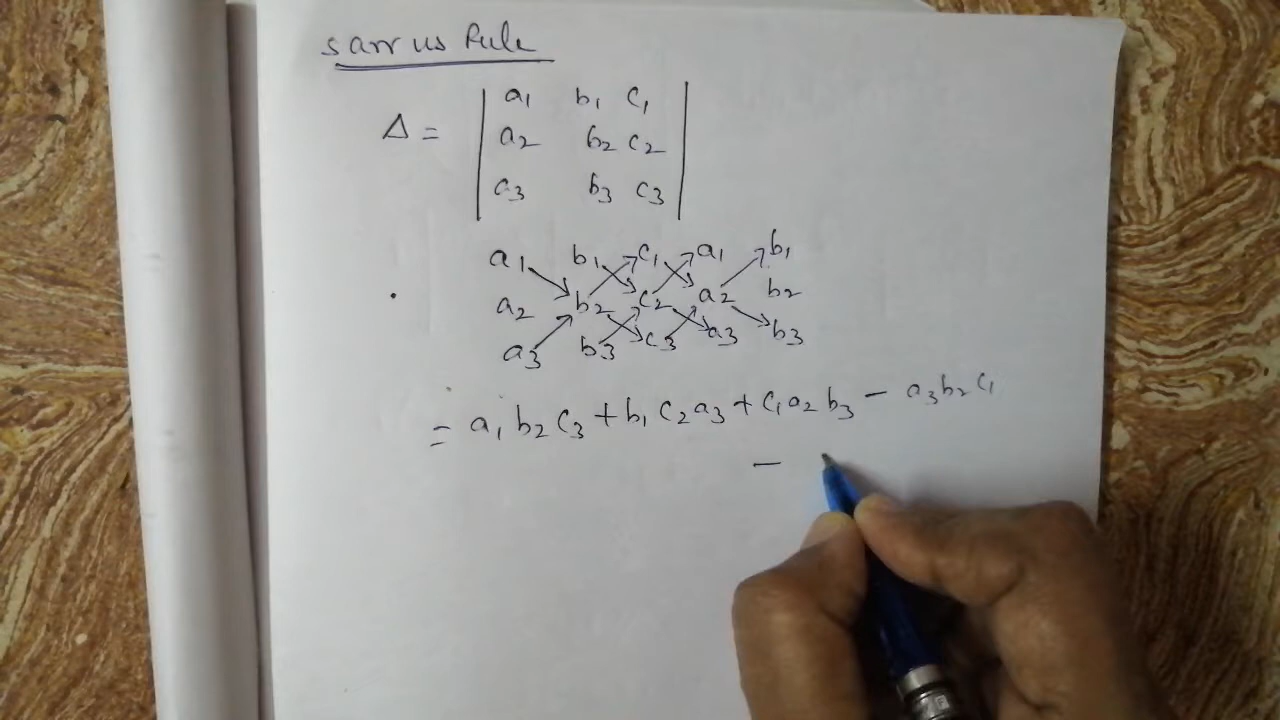 Sarrus Rule
a₁ b₁ c₁
Δ = a₂ b₂ c₂
a₃ b₃ c₃
a₁ b₁ c₁ a₁ b₁
a₂ b₂ c₂ a₂ b₂
a₃ b₃ c₃ a₃ b₃
= a₁ b₂ c₃ + b₁ c₂ a₃ + c₁ a₂ b₃ − a₃ b₂ c₁
−